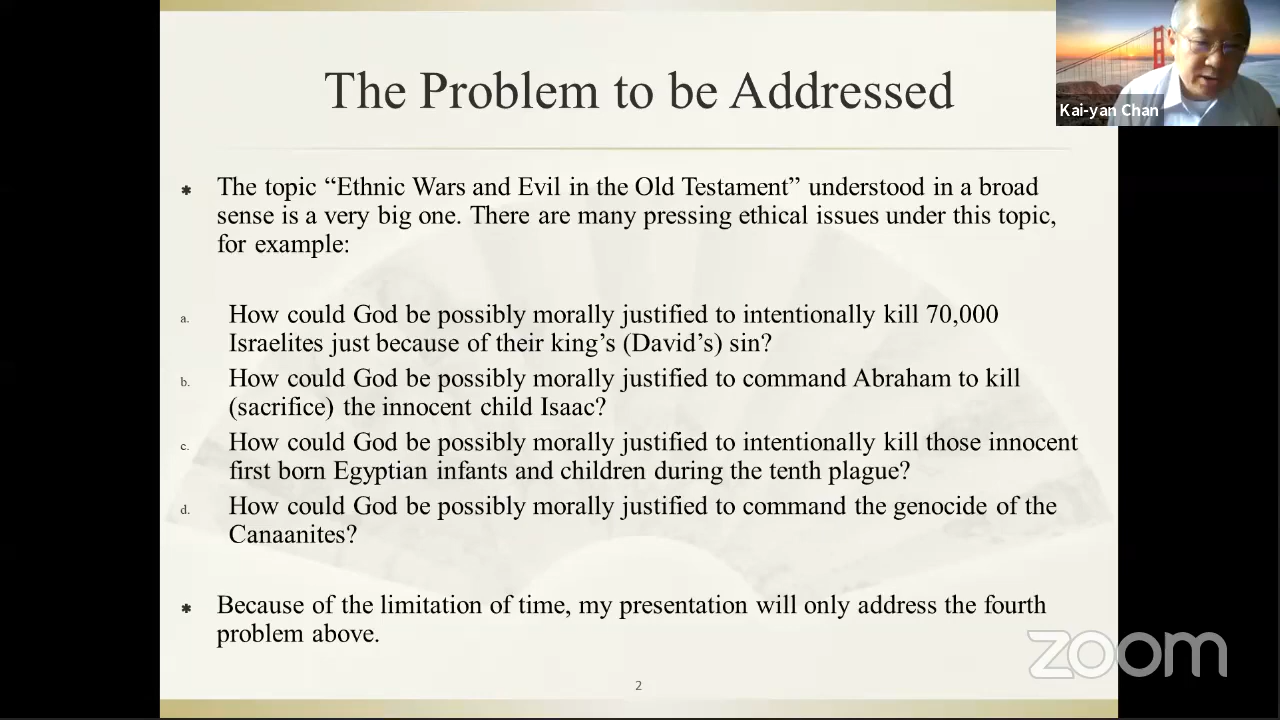 The Problem to be Addressed
Kai-yan Chan
✱ The topic “Ethnic Wars and Evil in the Old Testament” understood in a broad
sense is a very big one. There are many pressing ethical issues under this topic,
for example:
a. How could God be possibly morally justified to intentionally kill 70,000
Israelites just because of their king’s (David’s) sin?
b. How could God be possibly morally justified to command Abraham to kill
(sacrifice) the innocent child Isaac?
c. How could God be possibly morally justified to intentionally kill those innocent
first born Egyptian infants and children during the tenth plague?
d. How could God be possibly morally justified to command the genocide of the
Canaanites?
✱ Because of the limitation of time, my presentation will only address the fourth
problem above.
zoom
2